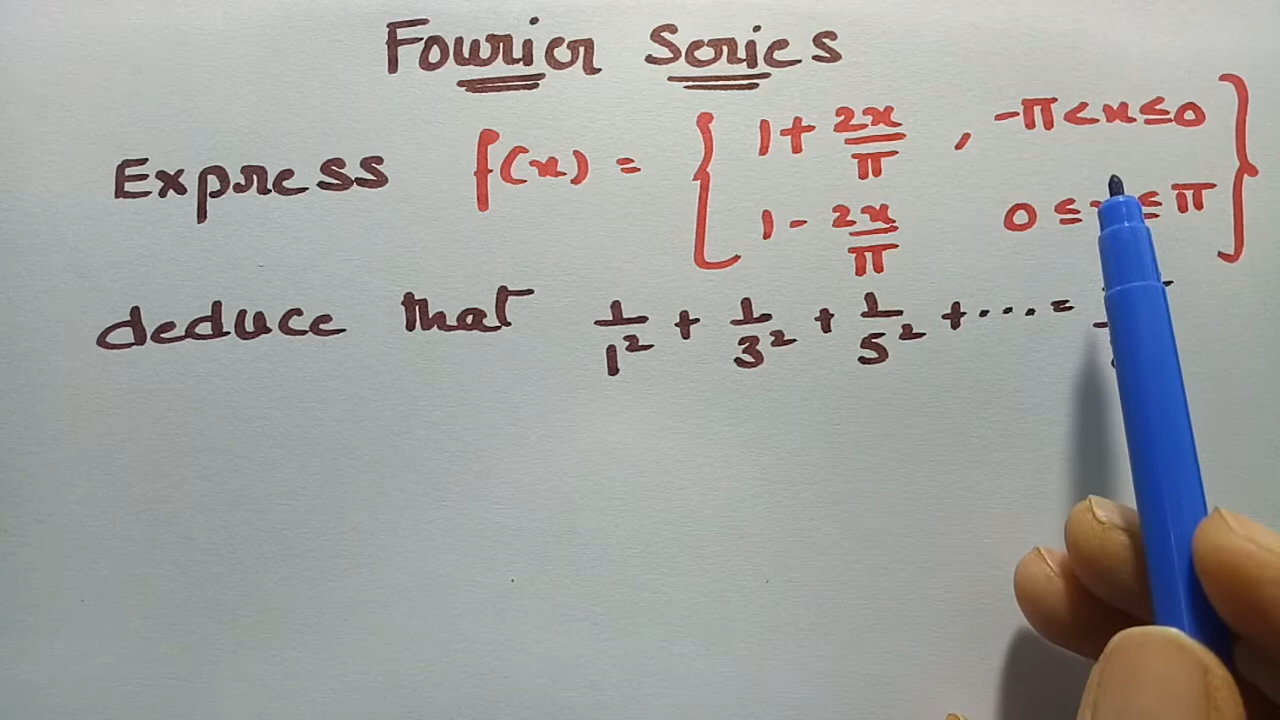 Fourier Series
Express f(x) = { 1 + 2x/π , -π < x ≤ 0
1 - 2x/π 0 ≤ ≤ π }
deduce that 1/1² + 1/3² + 1/5² + .... =